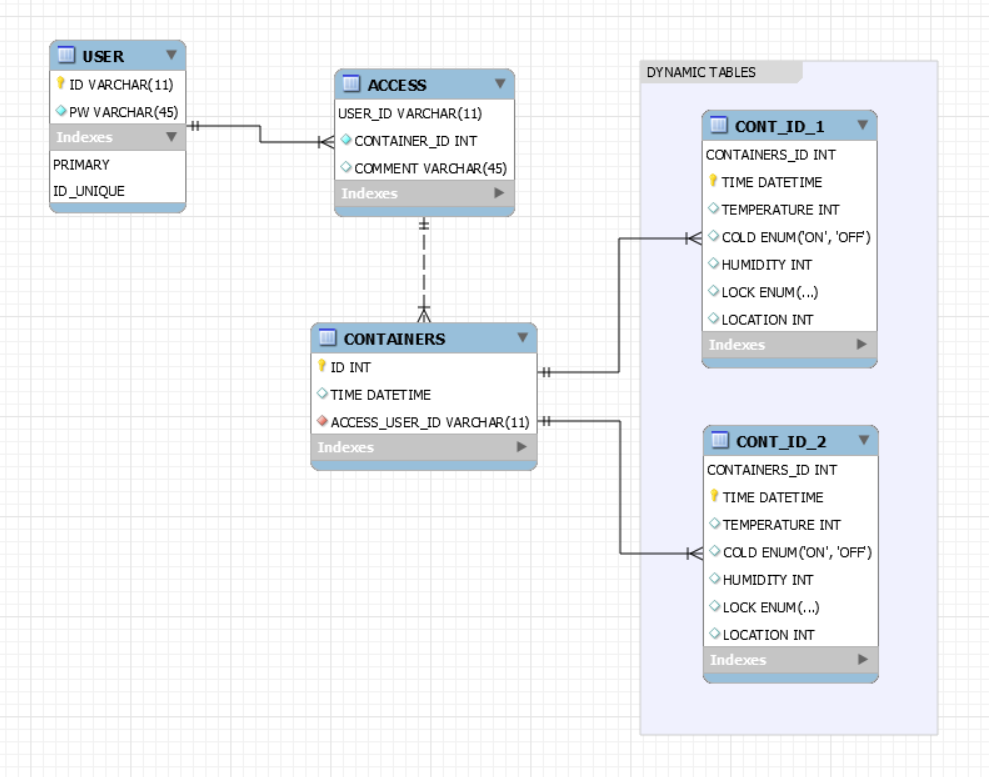 USER
ID VARCHAR(11)
PW VARCHAR(45)
Indexes
PRIMARY
ID_UNIQUE
ACCESS
USER_ID VARCHAR(11)
CONTAINER_ID INT
COMMENT VARCHAR(45)
Indexes
CONTAINERS
ID INT
TIME DATETIME
ACCESS_USER_ID VARCHAR(11)
Indexes
DYNAMIC TABLES
CONT_ID_1
CONTAINERS_ID INT
TIME DATETIME
TEMPERATURE INT
COLD ENUM('ON', 'OFF')
HUMIDITY INT
LOCK ENUM(...)
LOCATION INT
Indexes
CONT_ID_2
CONTAINERS_ID INT
TIME DATETIME
TEMPERATURE INT
COLD ENUM('ON', 'OFF')
HUMIDITY INT
LOCK ENUM(...)
LOCATION INT
Indexes